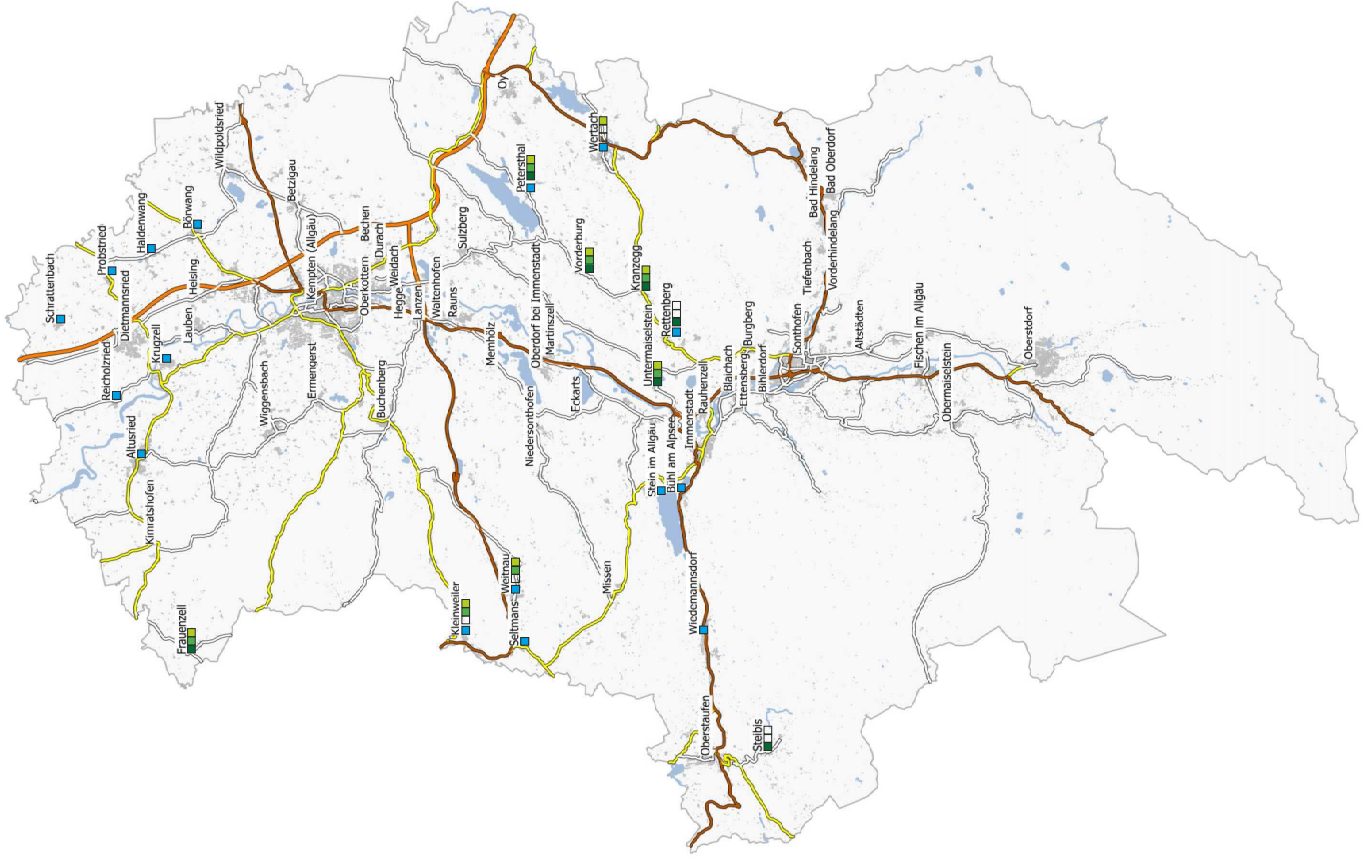 Schrattenbach
Probstried
Reicholzried
Dietmannsried
Altusried
Haldenwang
Kimratshofen
Krugzell
Frauenzell
Lauben
Börwang
Heising
Wildpoldsried
Wiggensbach
Betzigau
Kempten (Allgäu)
Ermengerst
Bechen
Oberkottern
Durach
Buchenberg
Weidach
Hegge
Lanzen
Waltenhofen
Rauns
Kleinweiler
Sulzberg
Memhölz
Oy
Weitnau
Seltmans
Petersthal
Niedersonthofen
Oberdorf bei Immenstadt
Martinszell
Eckarts
Vorderburg
Wertach
Missen
Kranzegg
Untermaiselstein
Stein im Allgäu
Rettenberg
Bühl am Alpsee
Immenstadt
Wiedemannsdorf
Rauhenzell
Oberstaufen
Blaichach
Ettensberg
Burgberg
Steibis
Bihlerdorf
Sonthofen
Tiefenbach
Bad Hindelang
Vorderhindelang
Bad Oberdorf
Altstädten
Fischen im Allgäu
Obermaiselstein
Oberstdorf